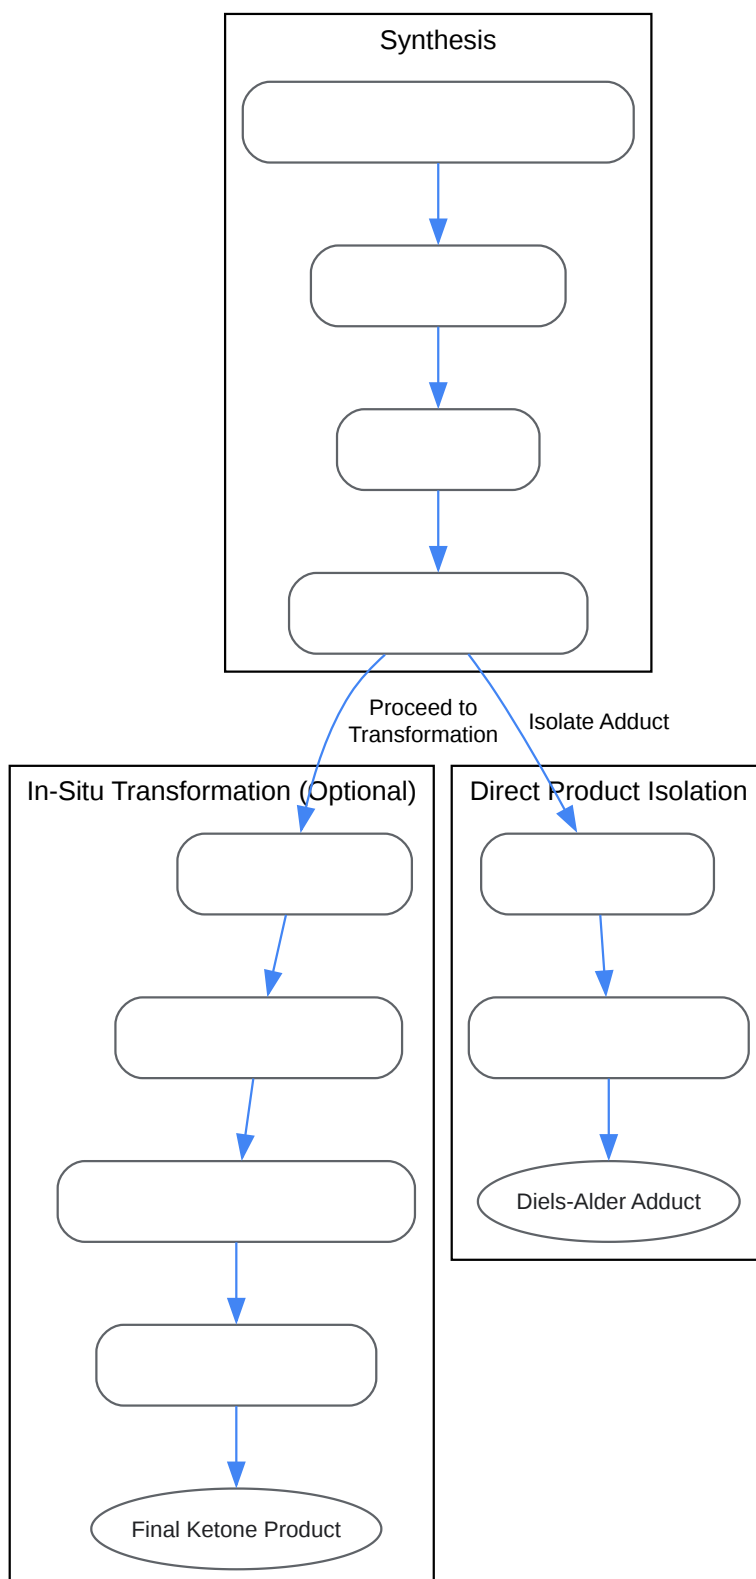 Synthesis
Proceed to
Transformation
Isolate Adduct
In-Situ Transformation (Optional)
Direct Product Isolation
Diels-Alder Adduct
Final Ketone Product